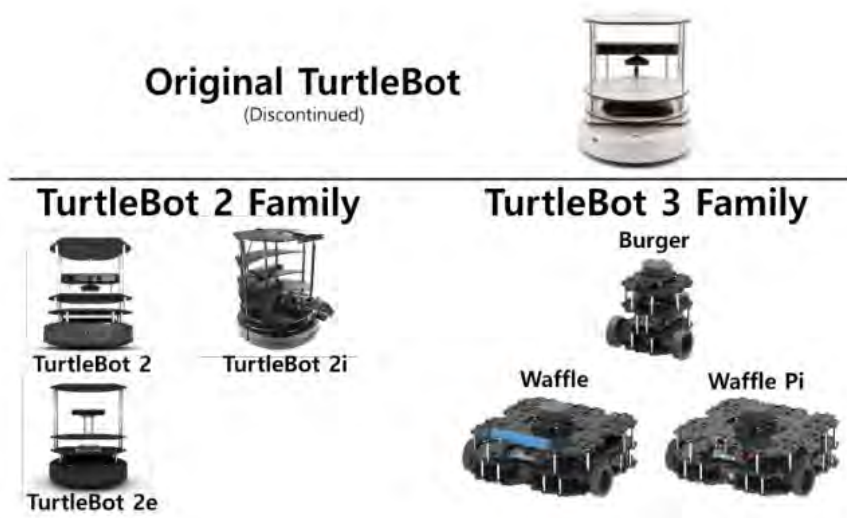 Original TurtleBot
(Discontinued)
TurtleBot 2 Family
TurtleBot 2
TurtleBot 2i
TurtleBot 2e
TurtleBot 3 Family
Burger
Waffle
Waffle Pi